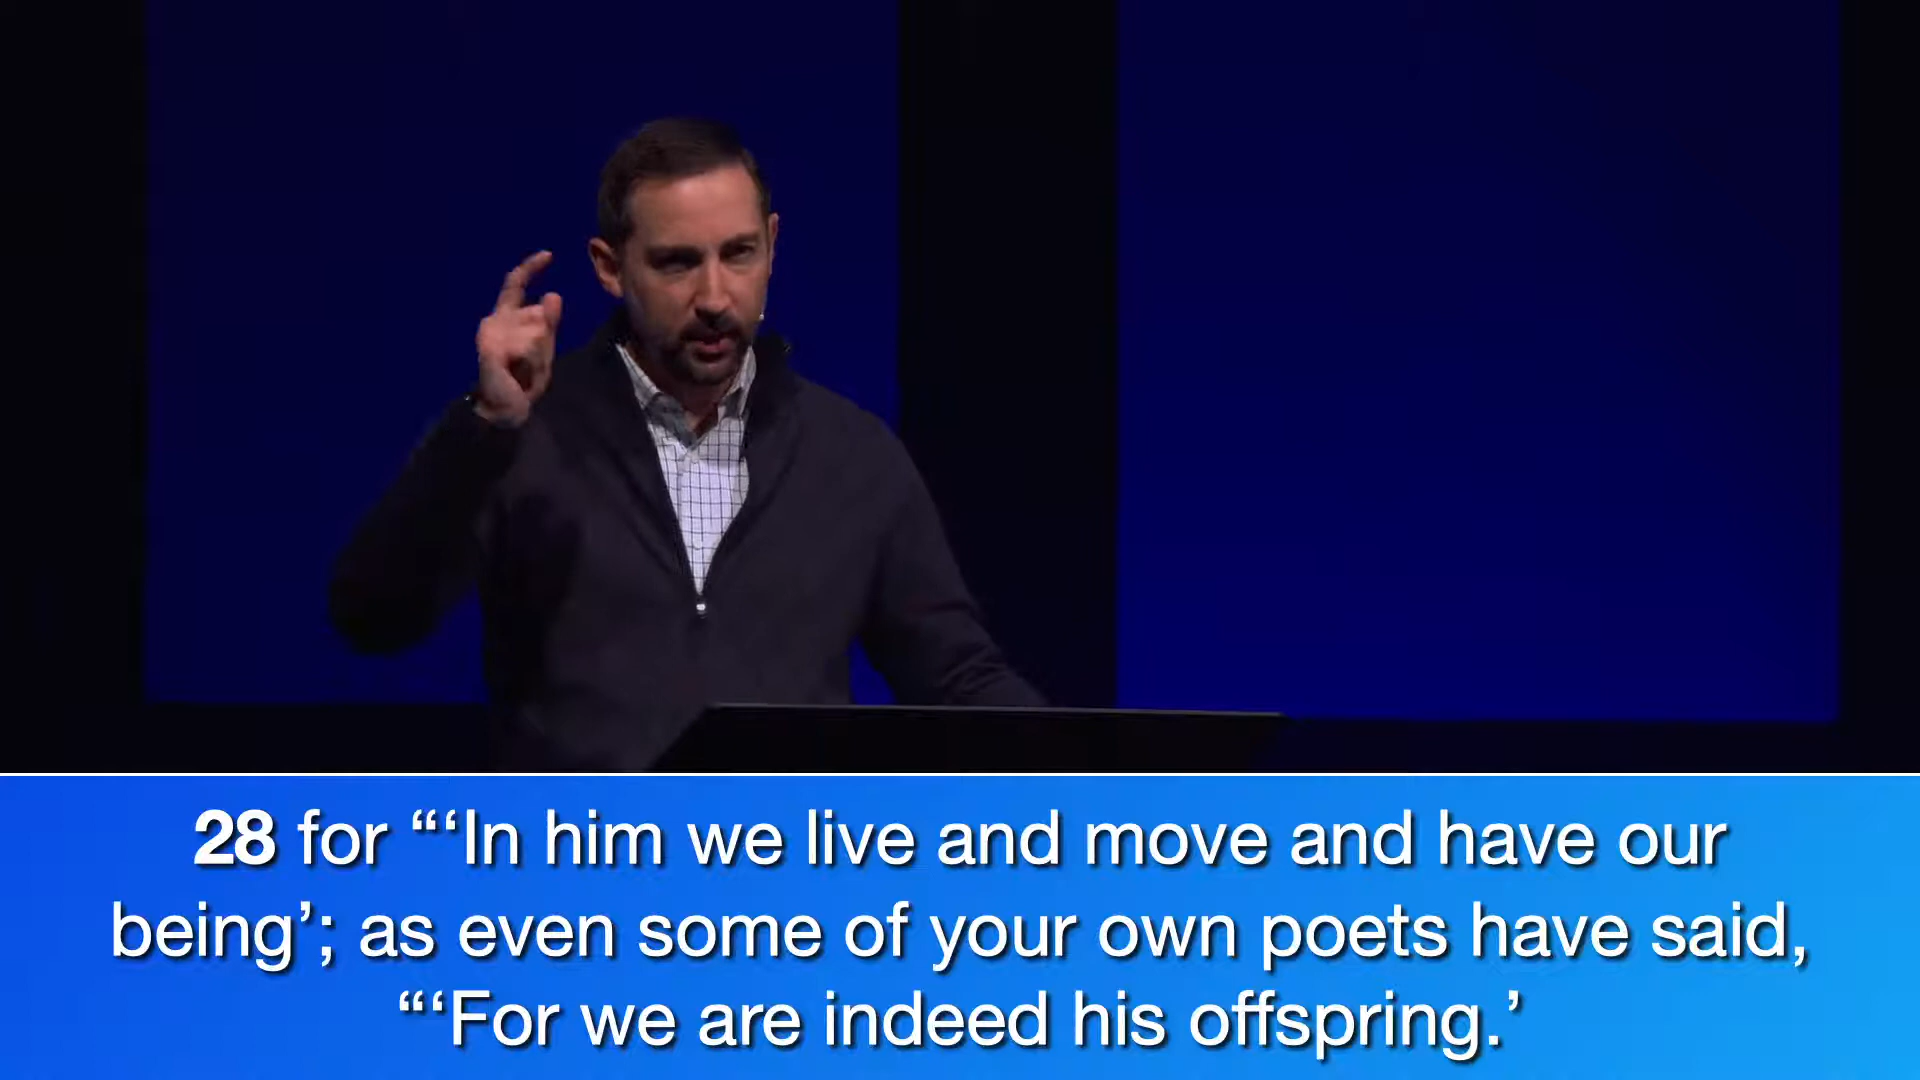 28 for “‘In him we live and move and have our
being’; as even some of your own poets have said,
“‘For we are indeed his offspring.’